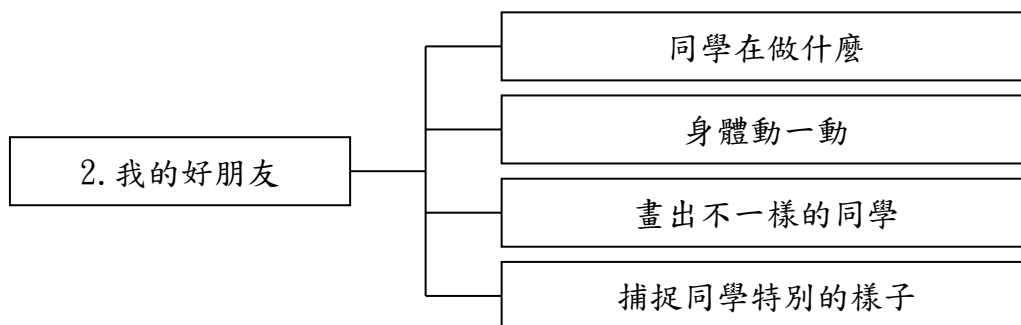 同學在做什麼
身體動一動
2.我的好朋友
畫出不一樣的同學
捕捉同學特別的樣子